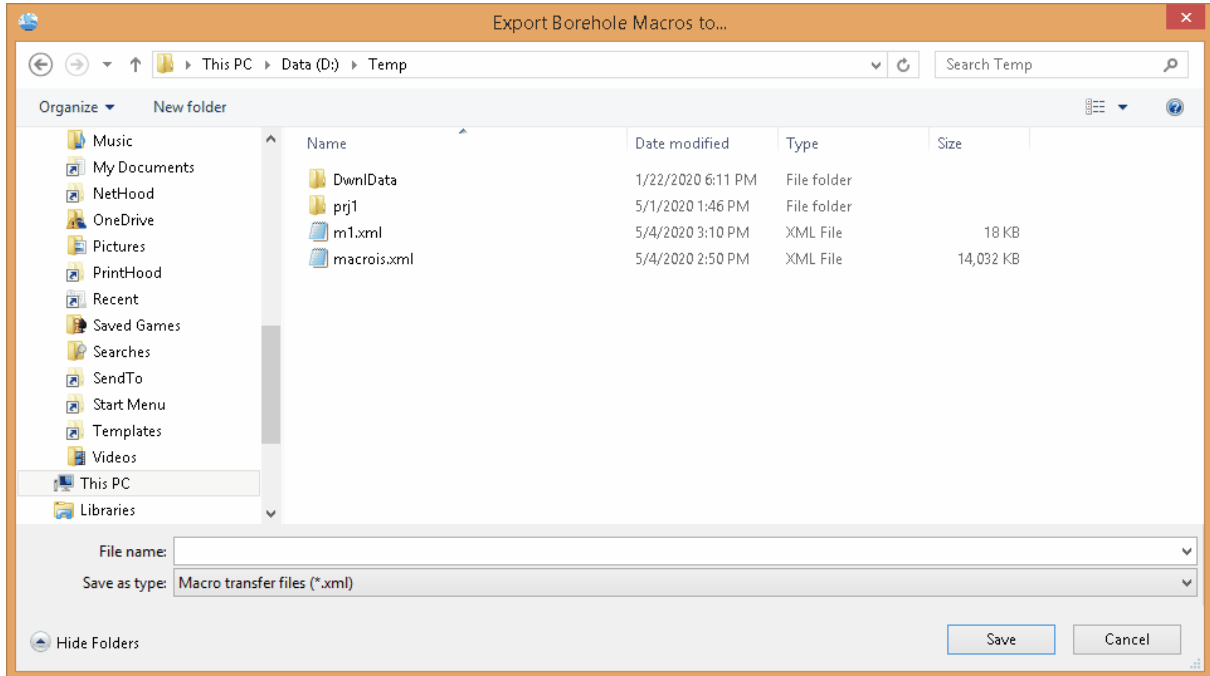 Export Borehole Macros to...
This PC Data (D:) Temp
Search Temp
Organize New folder
Name Date modified Type Size
Music
My Documents
NetHood
OneDrive
Pictures
PrintHood
Recent
Saved Games
Searches
SendTo
Start Menu
Templates
Videos
This PC
Libraries
DwnlData 1/22/2020 6:11 PM File folder
prj1 5/1/2020 1:46 PM File folder
m1.xml 5/4/2020 3:10 PM XML File 18 KB
macrois.xml 5/4/2020 2:50 PM XML File 14,032 KB
File name:
Save as type: Macro transfer files (*.xml)
Hide Folders
Save Cancel